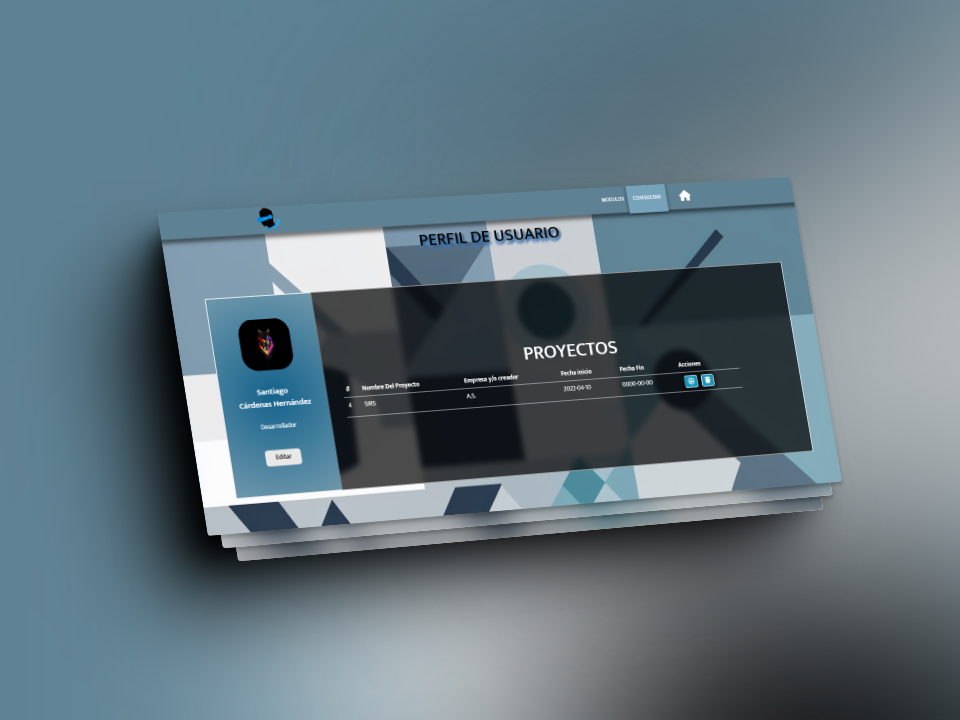 MODULOS CONSULTAR
PERFIL DE USUARIO
Santiago
Cárdenas Hernández
Desarrollador
Editar
PROYECTOS
# Nombre Del Proyecto Empresa y/o creador Fecha inicio Fecha Fin Acciones
4 SIRS A.S. 2022-04-10 0000-00-00